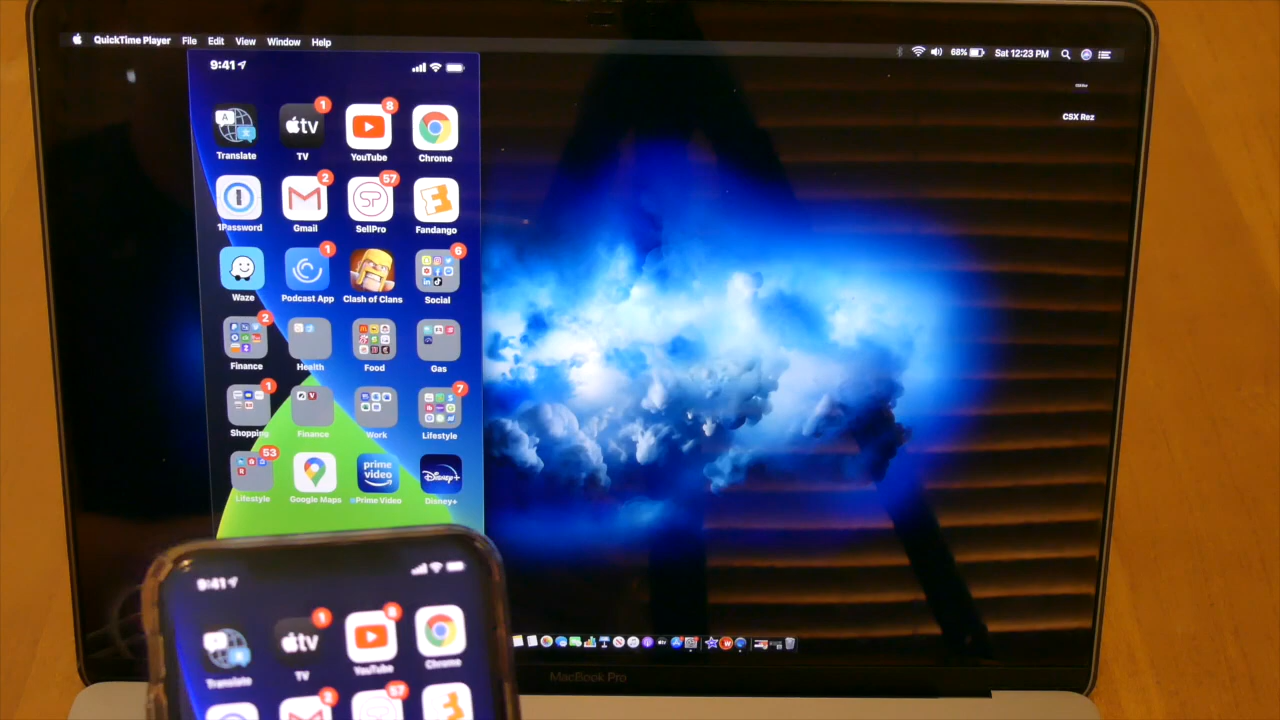 QuickTime Player File Edit View Window Help 68% Sat 12:23 PM
CSX Rez
9:41
1 8
tv
Translate TV YouTube Chrome
2 57
SP
1Password Gmail SellPro Fandango
1 6
Waze Podcast App Clash of Clans Social
2
Finance Health Food Gas
1 7
Shopping Finance Work Lifestyle
53
prime video Disney+
Lifestyle Google Maps Prime Video Disney+
9:41
1 8
tv
Translate TV YouTube Chrome
2 57
MacBook Pro